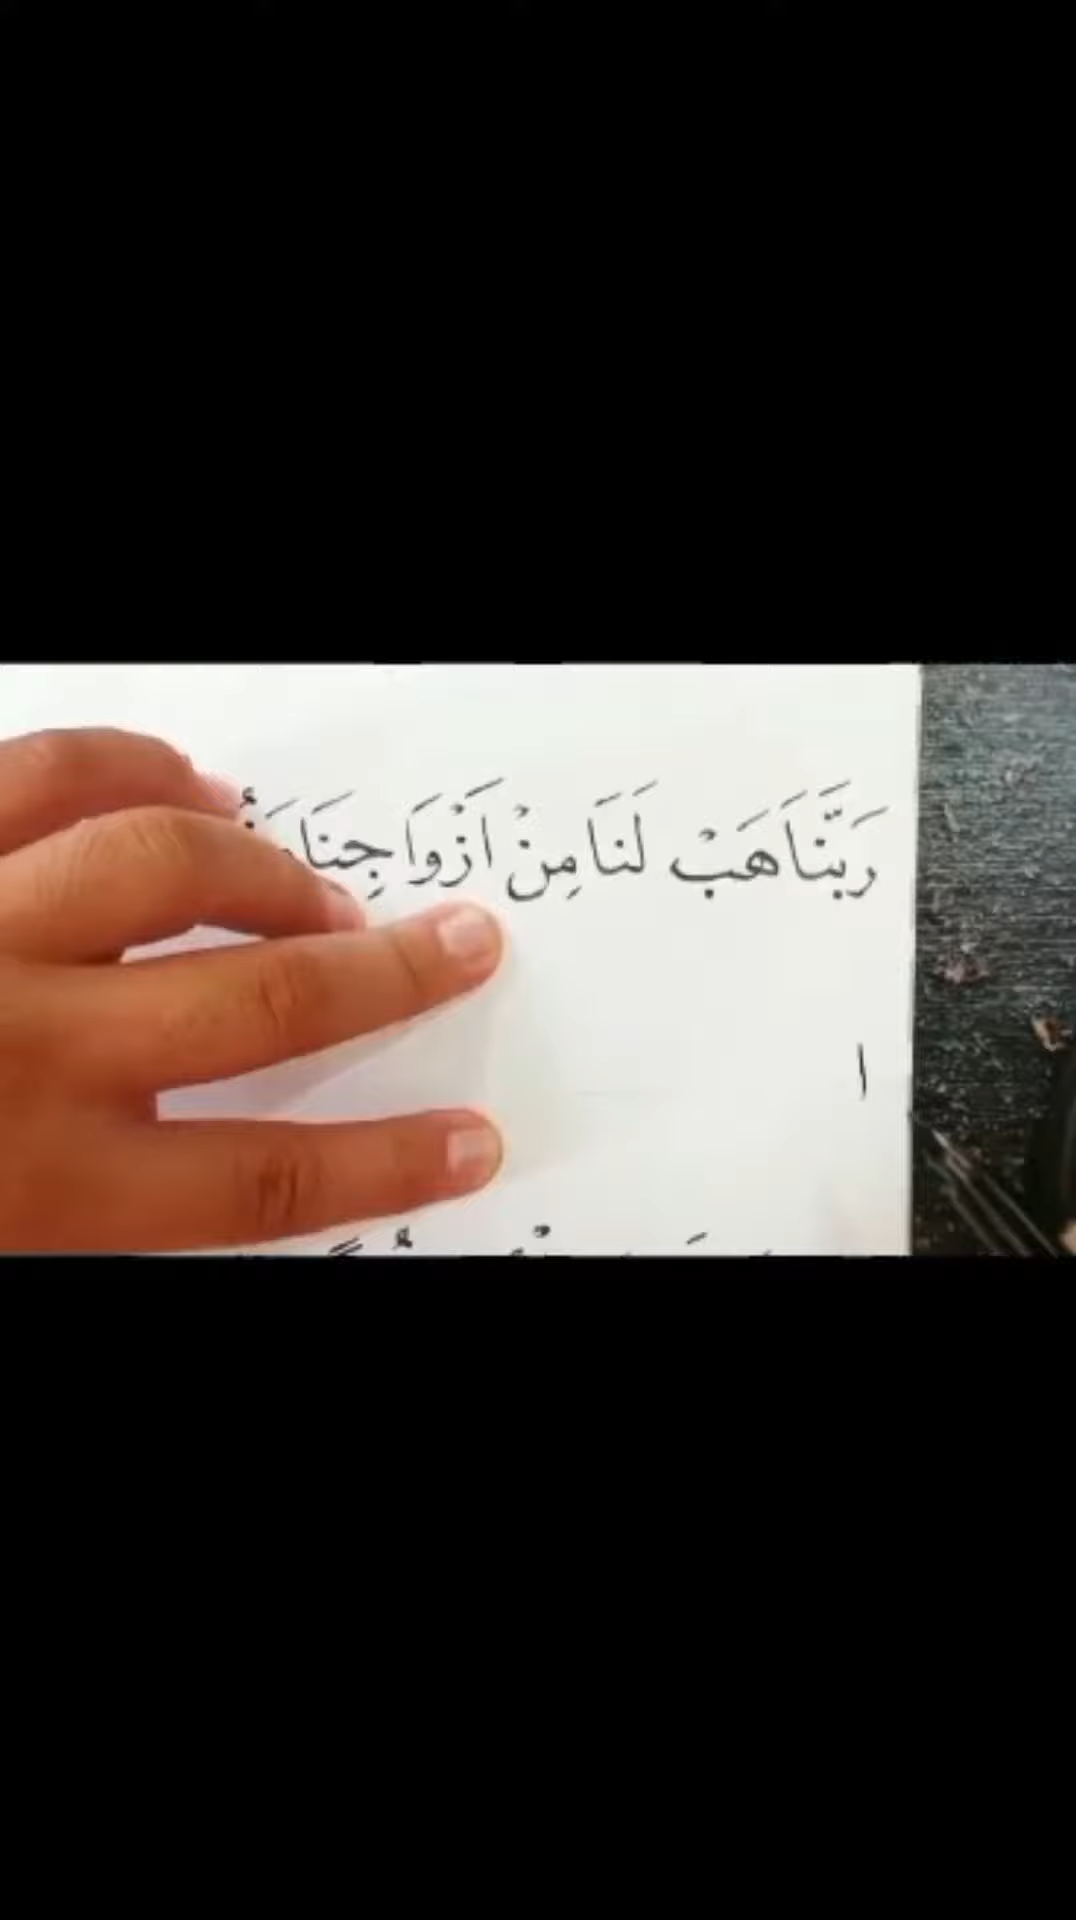 رَبَّنَا هَبْ لَنَا مِنْ اَزْوَاجِنَا
ا